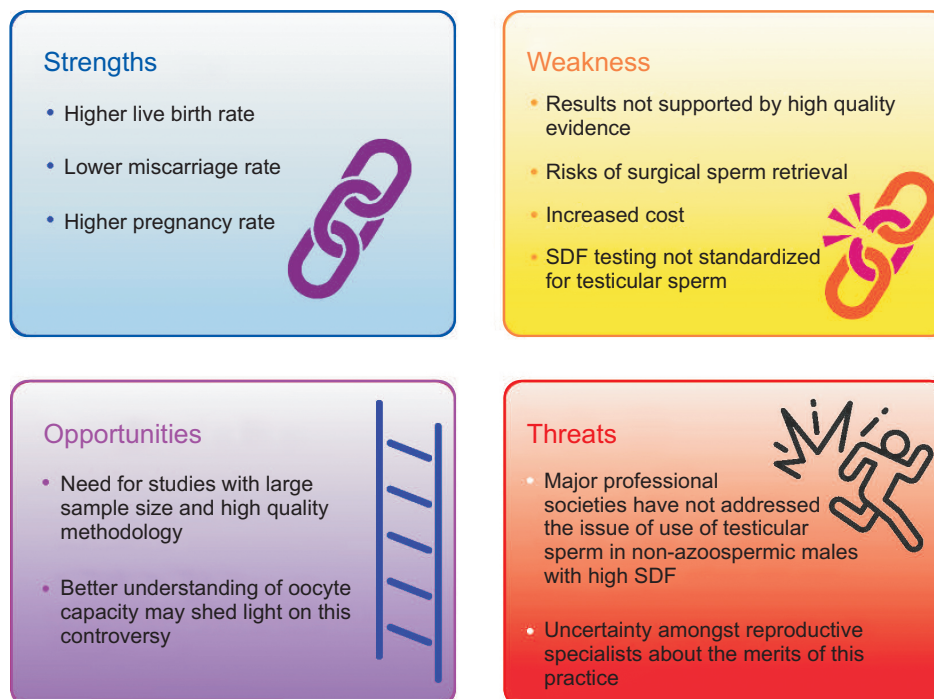 Strengths
• Higher live birth rate
• Lower miscarriage rate
• Higher pregnancy rate
Weakness
• Results not supported by high quality
evidence
• Risks of surgical sperm retrieval
• Increased cost
• SDF testing not standardized
for testicular sperm
Opportunities
• Need for studies with large
sample size and high quality
methodology
• Better understanding of oocyte
capacity may shed light on this
controversy
Threats
• Major professional
societies have not addressed
the issue of use of testicular
sperm in non-azoospermic males
with high SDF
• Uncertainty amongst reproductive
specialists about the merits of this
practice